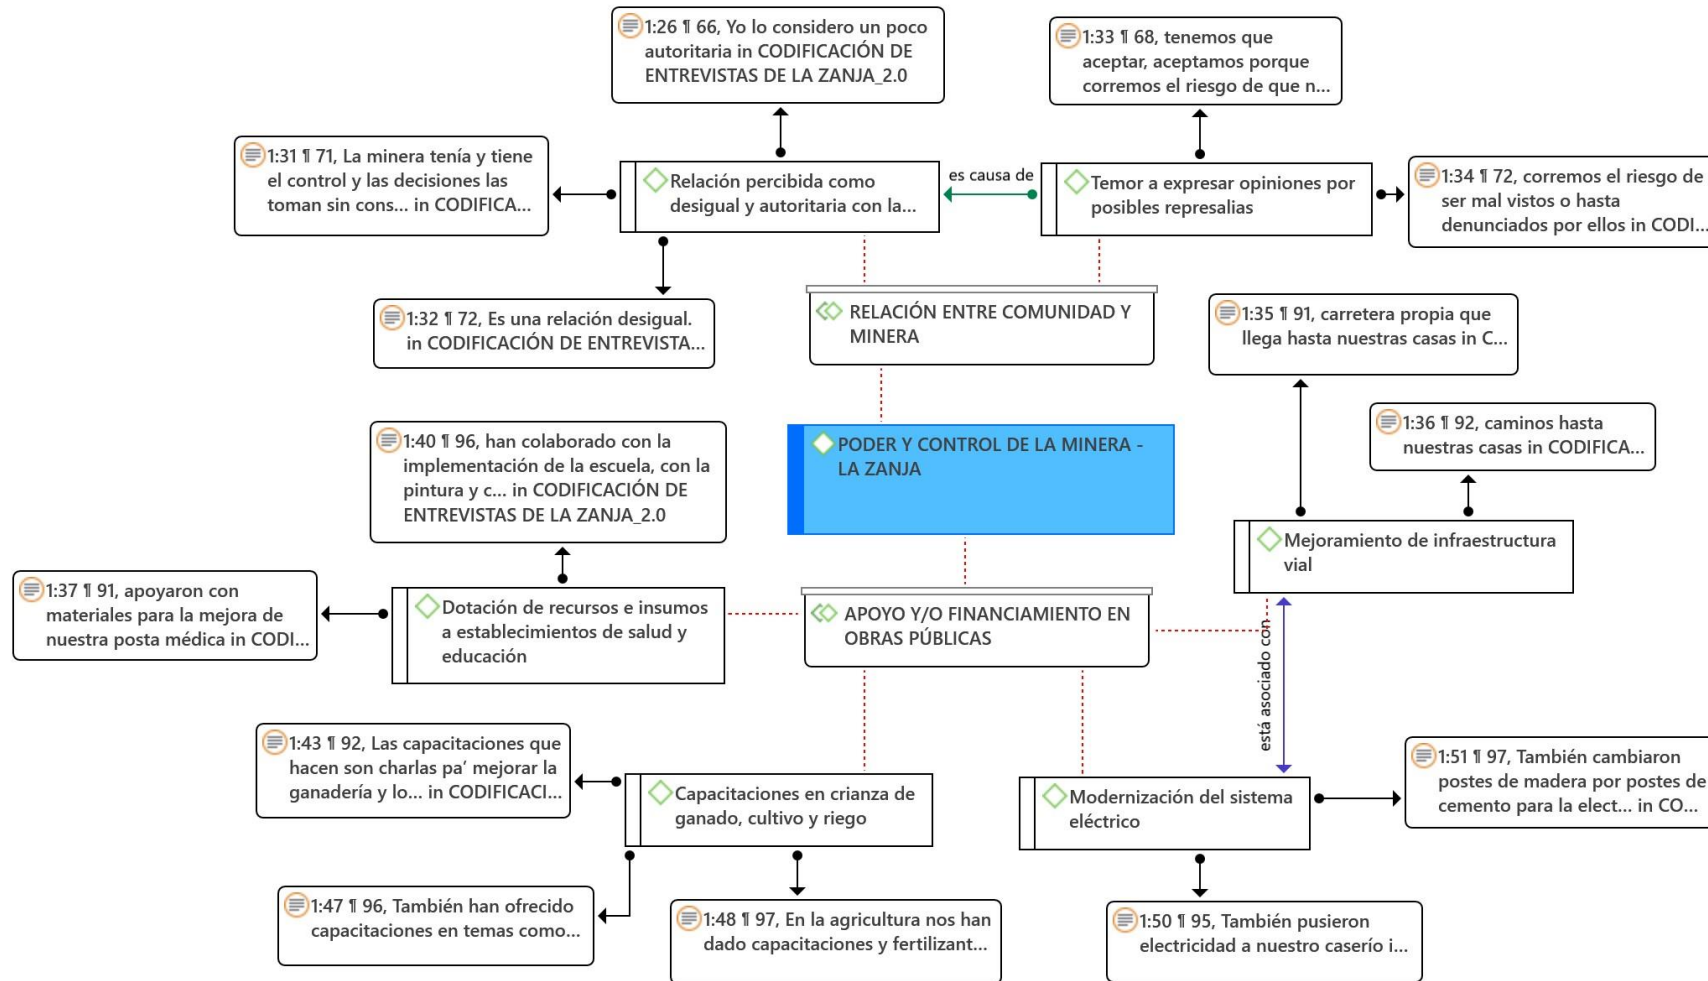 1:26 ¶ 66, Yo lo considero un poco
autoritaria in CODIFICACIÓN DE
ENTREVISTAS DE LA ZANJA_2.0
1:33 ¶ 68, tenemos que
aceptar, aceptamos porque
corremos el riesgo de que n...
1:31 ¶ 71, La minera tenía y tiene
el control y las decisiones las
toman sin cons... in CODIFICA...
Relación percibida como
desigual y autoritaria con la...
es causa de
Temor a expresar opiniones por
posibles represalias
1:34 ¶ 72, corremos el riesgo de
ser mal vistos o hasta
denunciados por ellos in CODI...
1:32 ¶ 72, Es una relación desigual.
in CODIFICACIÓN DE ENTREVISTA...
RELACIÓN ENTRE COMUNIDAD Y
MINERA
1:35 ¶ 91, carretera propia que
llega hasta nuestras casas in C...
1:36 ¶ 92, caminos hasta
nuestras casas in CODIFICA...
1:40 ¶ 96, han colaborado con la
implementación de la escuela, con la
pintura y c... in CODIFICACIÓN DE
ENTREVISTAS DE LA ZANJA_2.0
PODER Y CONTROL DE LA MINERA -
LA ZANJA
Mejoramiento de infraestructura
vial
1:37 ¶ 91, apoyaron con
materiales para la mejora de
nuestra posta médica in CODI...
Dotación de recursos e insumos
a establecimientos de salud y
educación
APOYO Y/O FINANCIAMIENTO EN
OBRAS PÚBLICAS
está asociado con
1:43 ¶ 92, Las capacitaciones que
hacen son charlas pa’ mejorar la
ganadería y lo... in CODIFICACI...
Capacitaciones en crianza de
ganado, cultivo y riego
Modernización del sistema
eléctrico
1:51 ¶ 97, También cambiaron
postes de madera por postes de
cemento para la elect... in CO...
1:47 ¶ 96, También han ofrecido
capacitaciones en temas como...
1:48 ¶ 97, En la agricultura nos han
dado capacitaciones y fertilizant...
1:50 ¶ 95, También pusieron
electricidad a nuestro caserío i...